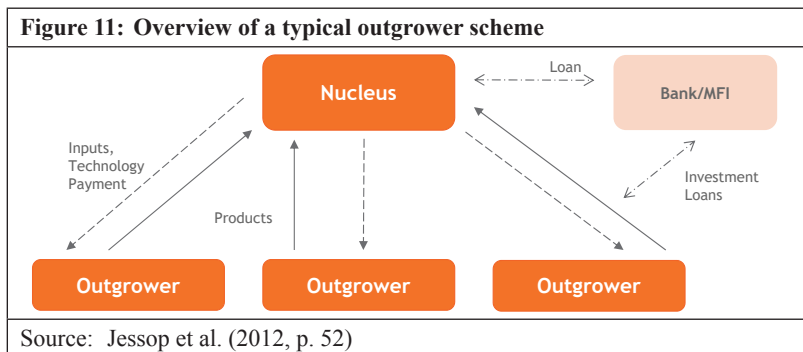 Figure 11: Overview of a typical outgrower scheme
Loan
Nucleus
Bank/MFI
Inputs,
Technology
Payment
Investment
Loans
Products
Outgrower
Outgrower
Outgrower
Source: Jessop et al. (2012, p. 52)